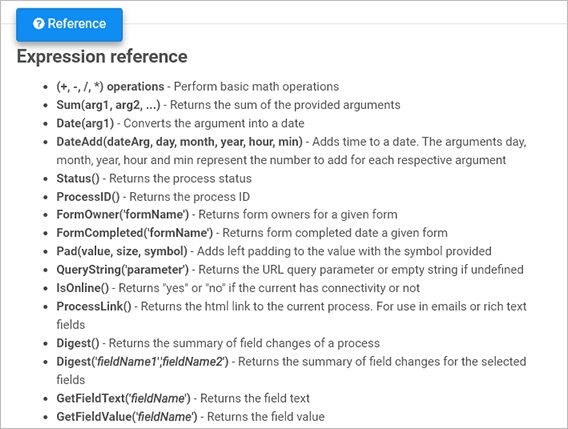 Reference
Expression reference
(+, -, /, *) operations - Perform basic math operations
Sum(arg1, arg2, ...) - Returns the sum of the provided arguments
Date(arg1) - Converts the argument into a date
DateAdd(dateArg, day, month, year, hour, min) - Adds time to a date. The arguments day,
month, year, hour and min represent the number to add for each respective argument
Status() - Returns the process status
ProcessID() - Returns the process ID
FormOwner('formName') - Returns form owners for a given form
FormCompleted('formName') - Returns form completed date a given form
Pad(value, size, symbol) - Adds left padding to the value with the symbol provided
QueryString('parameter') - Returns the URL query parameter or empty string if undefined
IsOnline() - Returns "yes" or "no" if the current has connectivity or not
ProcessLink() - Returns the html link to the current process. For use in emails or rich text
fields
Digest() - Returns the summary of field changes of a process
Digest('fieldName1';'fieldName2') - Returns the summary of field changes for the selected
fields
GetFieldText('fieldName') - Returns the field text
GetFieldValue('fieldName') - Returns the field value